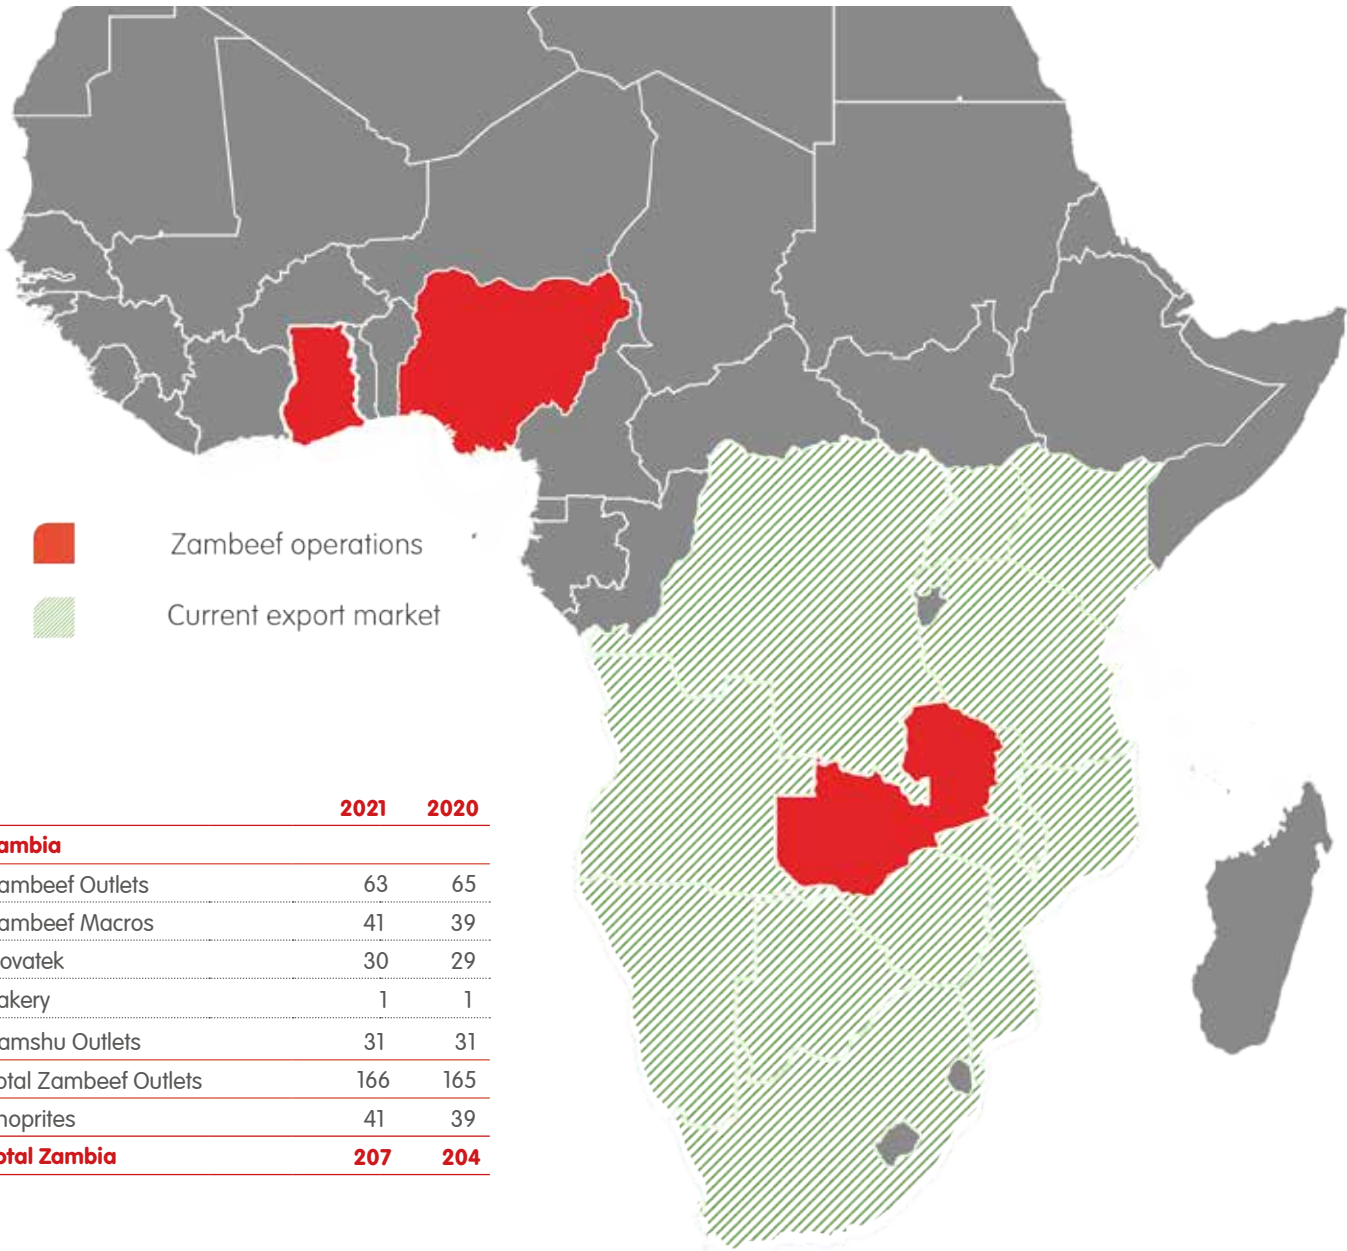 Zambeef operations
Current export market
2021 2020
ambia
ambeef Outlets 63 65
ambeef Macros 41 39
ovatek 30 29
akery 1 1
amshu Outlets 31 31
otal Zambeef Outlets 166 165
hoprites 41 39
otal Zambia 207 204